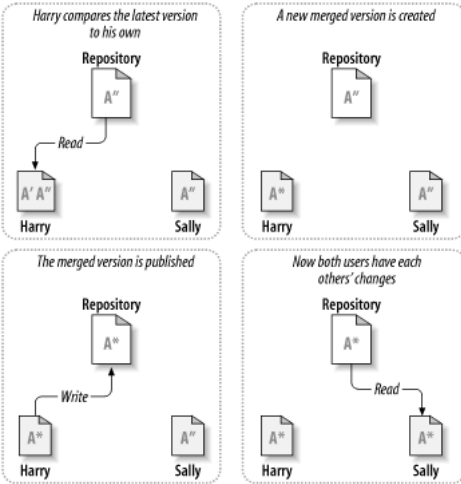 Harry compares the latest version
to his own
Repository
A″
Read
A′ A″
A″
Harry
Sally
A new merged version is created
Repository
A″
A*
A″
Harry
Sally
The merged version is published
Repository
A*
Write
A*
A″
Harry
Sally
Now both users have each
others' changes
Repository
A*
Read
A*
A*
Harry
Sally